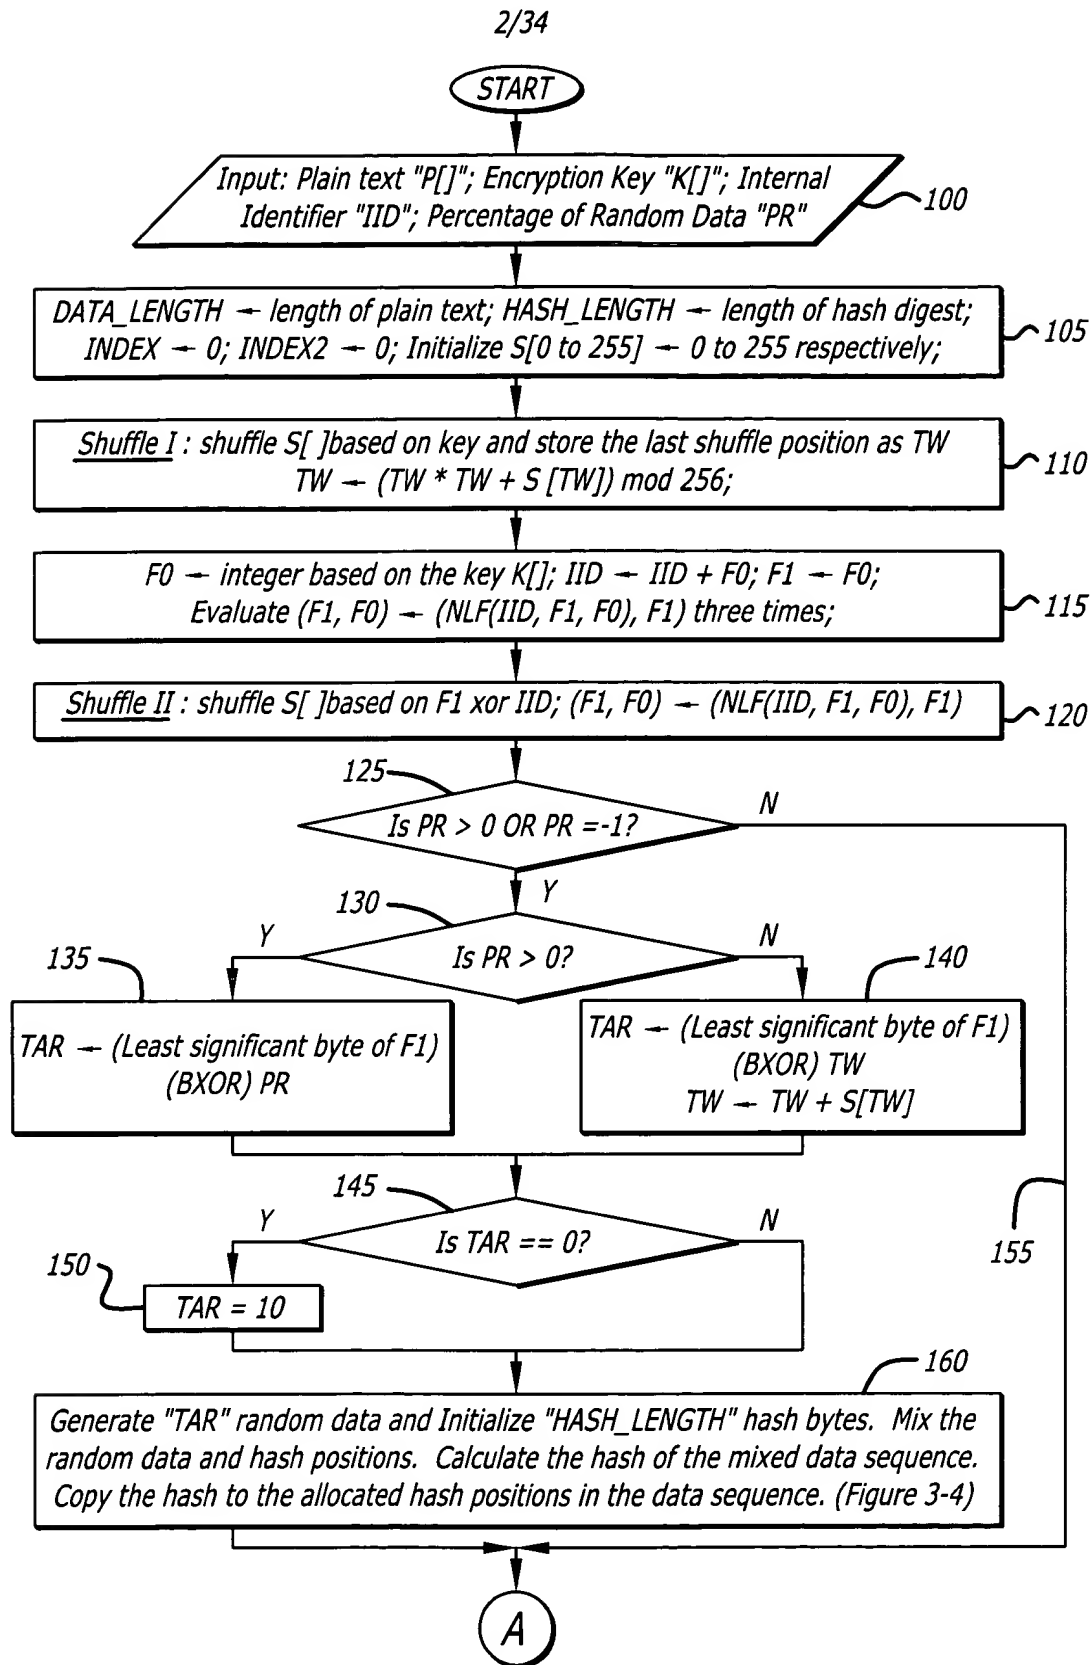 2/34
START
Input: Plain text "P[]"; Encryption Key "K[]"; Internal
Identifier "IID"; Percentage of Random Data "PR"
100
DATA_LENGTH ← length of plain text; HASH_LENGTH ← length of hash digest;
INDEX ← 0; INDEX2 ← 0; Initialize S[0 to 255] ← 0 to 255 respectively;
105
Shuffle I : shuffle S[ ]based on key and store the last shuffle position as TW
TW ← (TW * TW + S [TW]) mod 256;
110
F0 ← integer based on the key K[]; IID ← IID + F0; F1 ← F0;
Evaluate (F1, F0) ← (NLF(IID, F1, F0), F1) three times;
115
Shuffle II : shuffle S[ ]based on F1 xor IID; (F1, F0) ← (NLF(IID, F1, F0), F1)
120
125
Is PR > 0 OR PR =-1?
N
Y
130
Is PR > 0?
Y
N
135
TAR ← (Least significant byte of F1)
(BXOR) PR
140
TAR ← (Least significant byte of F1)
(BXOR) TW
TW ← TW + S[TW]
145
Is TAR == 0?
Y
N
155
150
TAR = 10
160
Generate "TAR" random data and Initialize "HASH_LENGTH" hash bytes. Mix the
random data and hash positions. Calculate the hash of the mixed data sequence.
Copy the hash to the allocated hash positions in the data sequence. (Figure 3-4)
A